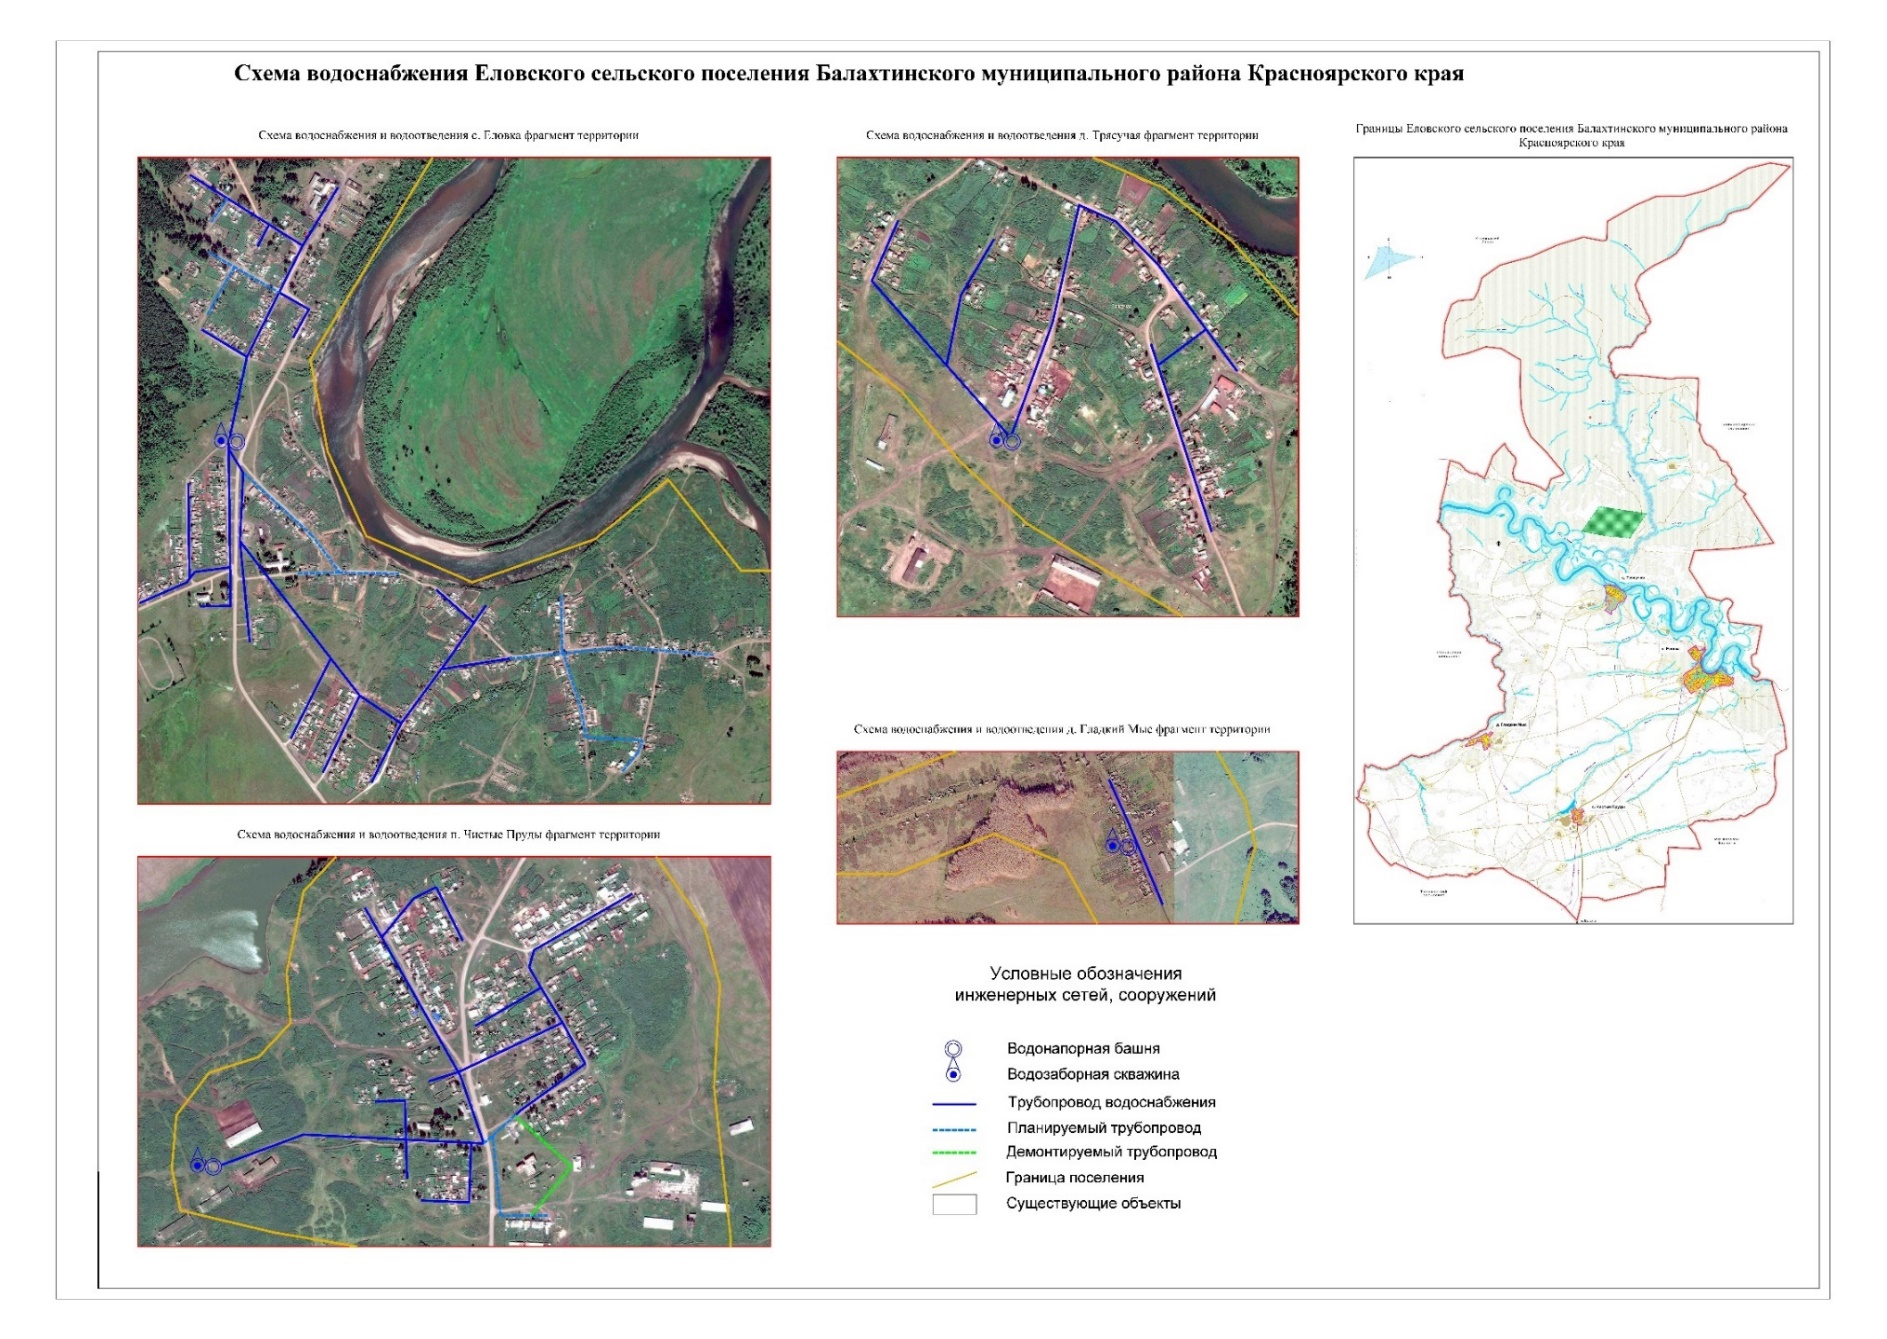 Схема водоснабжения Еловского сельского поселения Балахтинского муниципального района Красноярского края
Схема водоснабжения и водоотведения с. Еловка фрагмент территории
Схема водоснабжения и водоотведения д. Трясучая фрагмент территории
Границы Еловского сельского поселения Балахтинского муниципального района
Красноярского края
Схема водоснабжения и водоотведения д. Гладкий Мыс фрагмент территории
Схема водоснабжения и водоотведения п. Чистые Пруды фрагмент территории
Условные обозначения
инженерных сетей, сооружений
Водонапорная башня
Водозаборная скважина
Трубопровод водоснабжения
Планируемый трубопровод
Демонтируемый трубопровод
Граница поселения
Существующие объекты